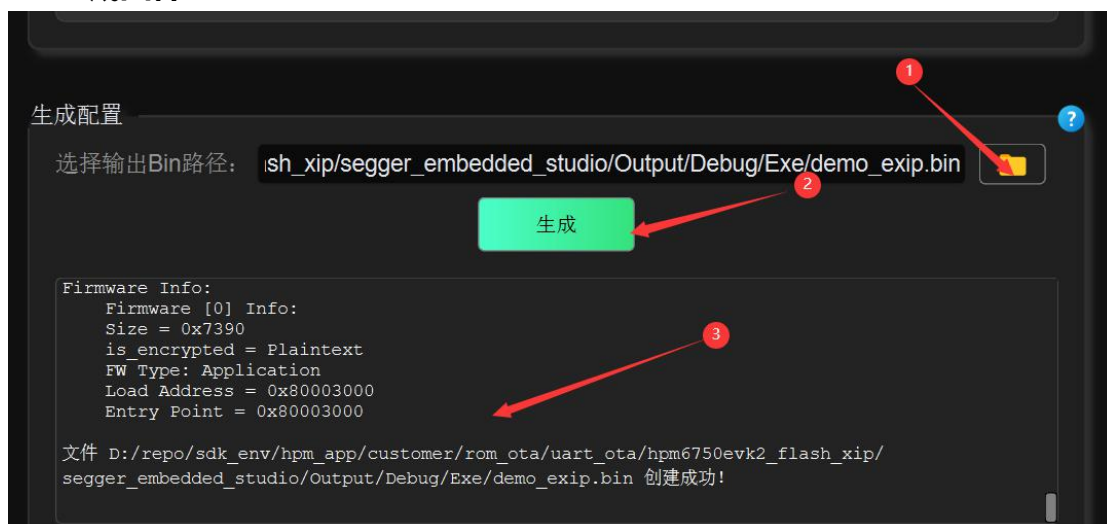 1
生成配置
?
选择输出Bin路径: ash_xip/segger_embedded_studio/Output/Debug/Exe/demo_exip.bin
2
生成
Firmware Info:
Firmware [0] Info:
Size = 0x7390
is_encrypted = Plaintext
3
FW Type: Application
Load Address = 0x80003000
Entry Point = 0x80003000
文件 D:/repo/sdk_env/hpm_app/customer/rom_ota/uart_ota/hpm6750evk2_flash_xip/
segger_embedded_studio/Output/Debug/Exe/demo_exip.bin 创建成功!